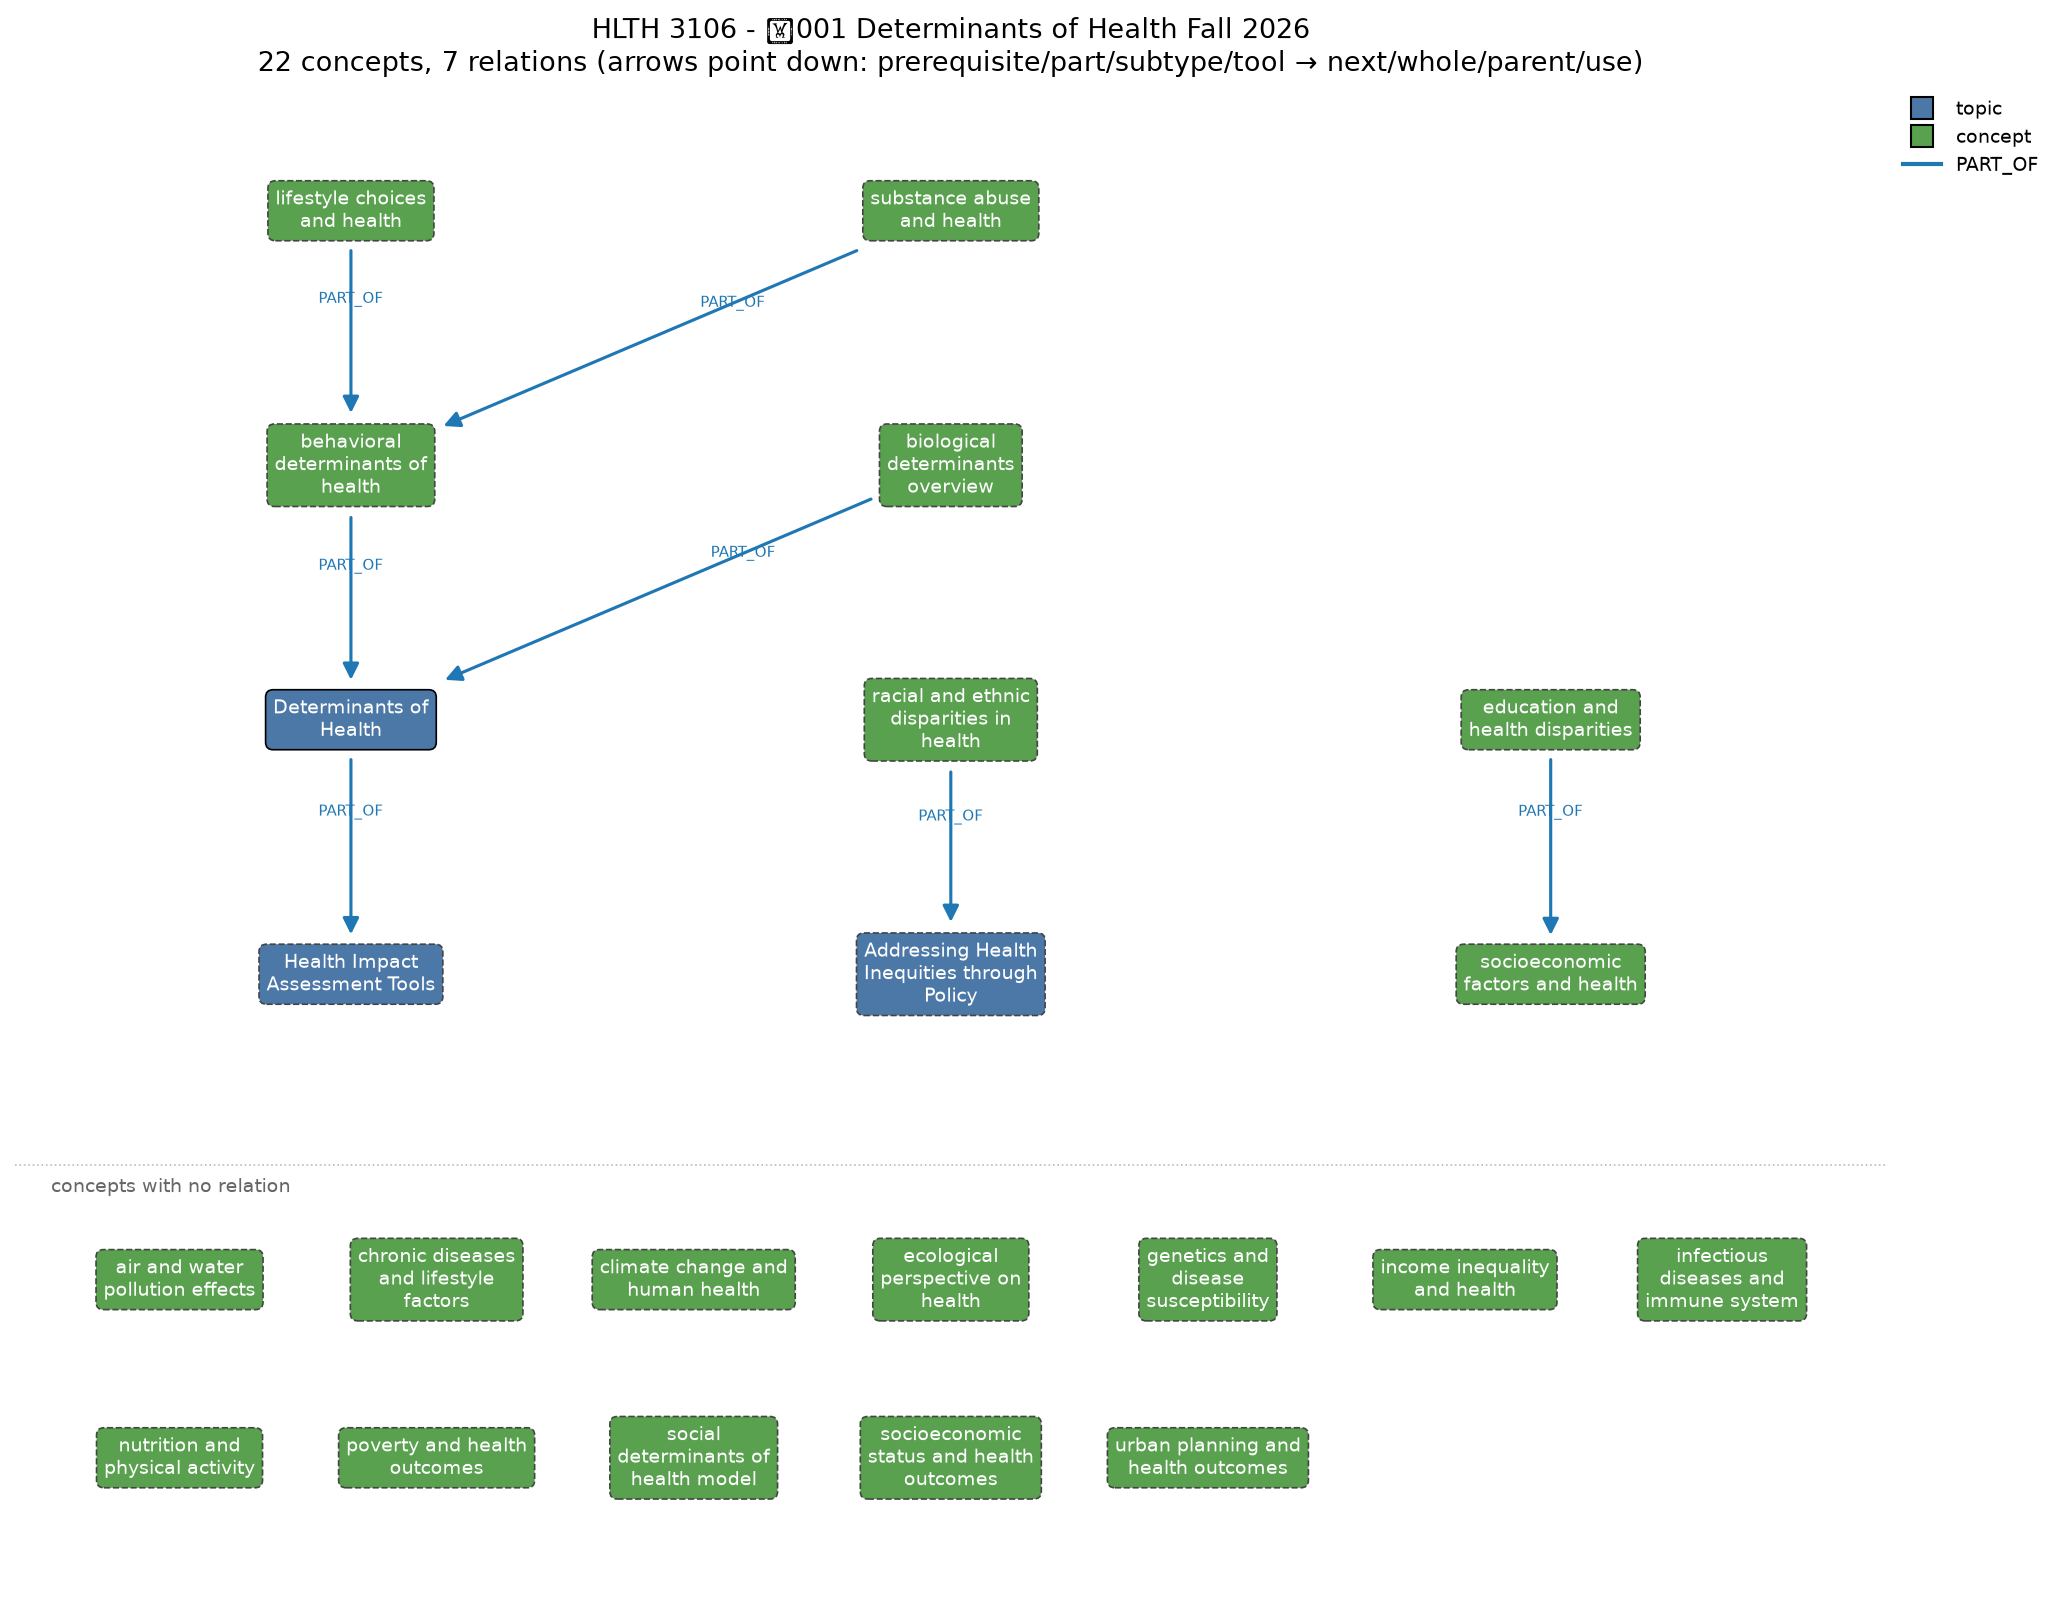 HLTH 3106 - 001 Determinants of Health Fall 2026
22 concepts, 7 relations (arrows point down: prerequisite/part/subtype/tool → next/whole/parent/use)
topic
concept
PART_OF
lifestyle choices
and health
substance abuse
and health
PART_OF
PART_OF
behavioral
determinants of
health
biological
determinants
overview
PART_OF
PART_OF
Determinants of
Health
racial and ethnic
disparities in
health
education and
health disparities
PART_OF
PART_OF
PART_OF
Health Impact
Assessment Tools
Addressing Health
Inequities through
Policy
socioeconomic
factors and health
concepts with no relation
air and water
pollution effects
chronic diseases
and lifestyle
factors
climate change and
human health
ecological
perspective on
health
genetics and
disease
susceptibility
income inequality
and health
infectious
diseases and
immune system
nutrition and
physical activity
poverty and health
outcomes
social
determinants of
health model
socioeconomic
status and health
outcomes
urban planning and
health outcomes